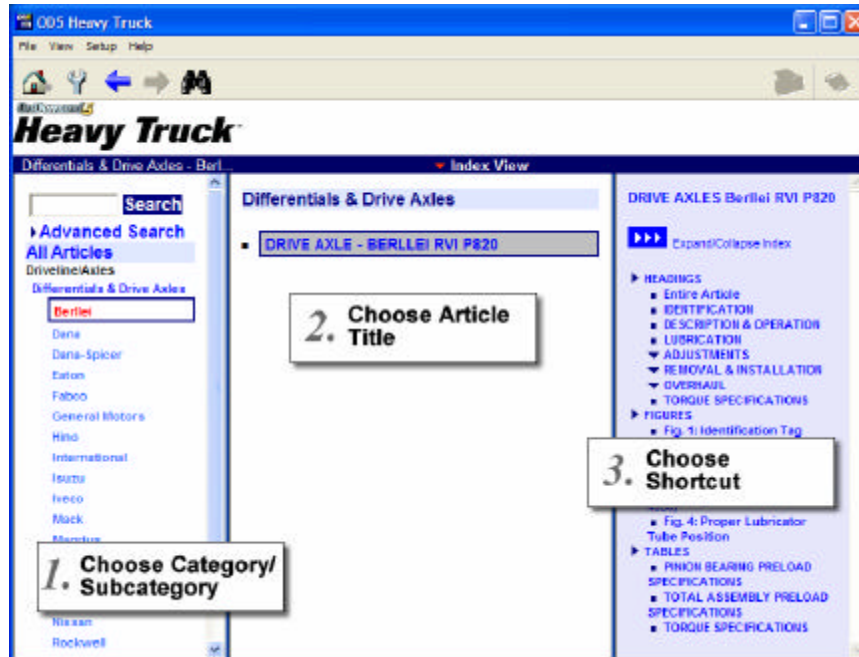 OD5 Heavy Truck
File View Setup Help
Heavy Truck
Differentials & Drive Axles - Berl...
Index View
Search
Advanced Search
All Articles
Driveline/Axles
Differentials & Drive Axles
Berllei
Dana
Dana-Spicer
Eaton
Fabco
General Motors
Hino
International
Isuzu
Iveco
Mack
1. Choose Category/
Subcategory
Nissan
Rockwell
Differentials & Drive Axles
DRIVE AXLE - BERLLEI RVI P820
2. Choose Article
Title
DRIVE AXLES Berllei RVI P820
Expand/Collapse Index
HEADINGS
Entire Article
IDENTIFICATION
DESCRIPTION & OPERATION
LUBRICATION
ADJUSTMENTS
REMOVAL & INSTALLATION
OVERHAUL
TORQUE SPECIFICATIONS
FIGURES
Fig. 1: Identification Tag
3. Choose
Shortcut
Fig. 4: Proper Lubricator
Tube Position
TABLES
PINION BEARING PRELOAD
SPECIFICATIONS
TOTAL ASSEMBLY PRELOAD
SPECIFICATIONS
TORQUE SPECIFICATIONS